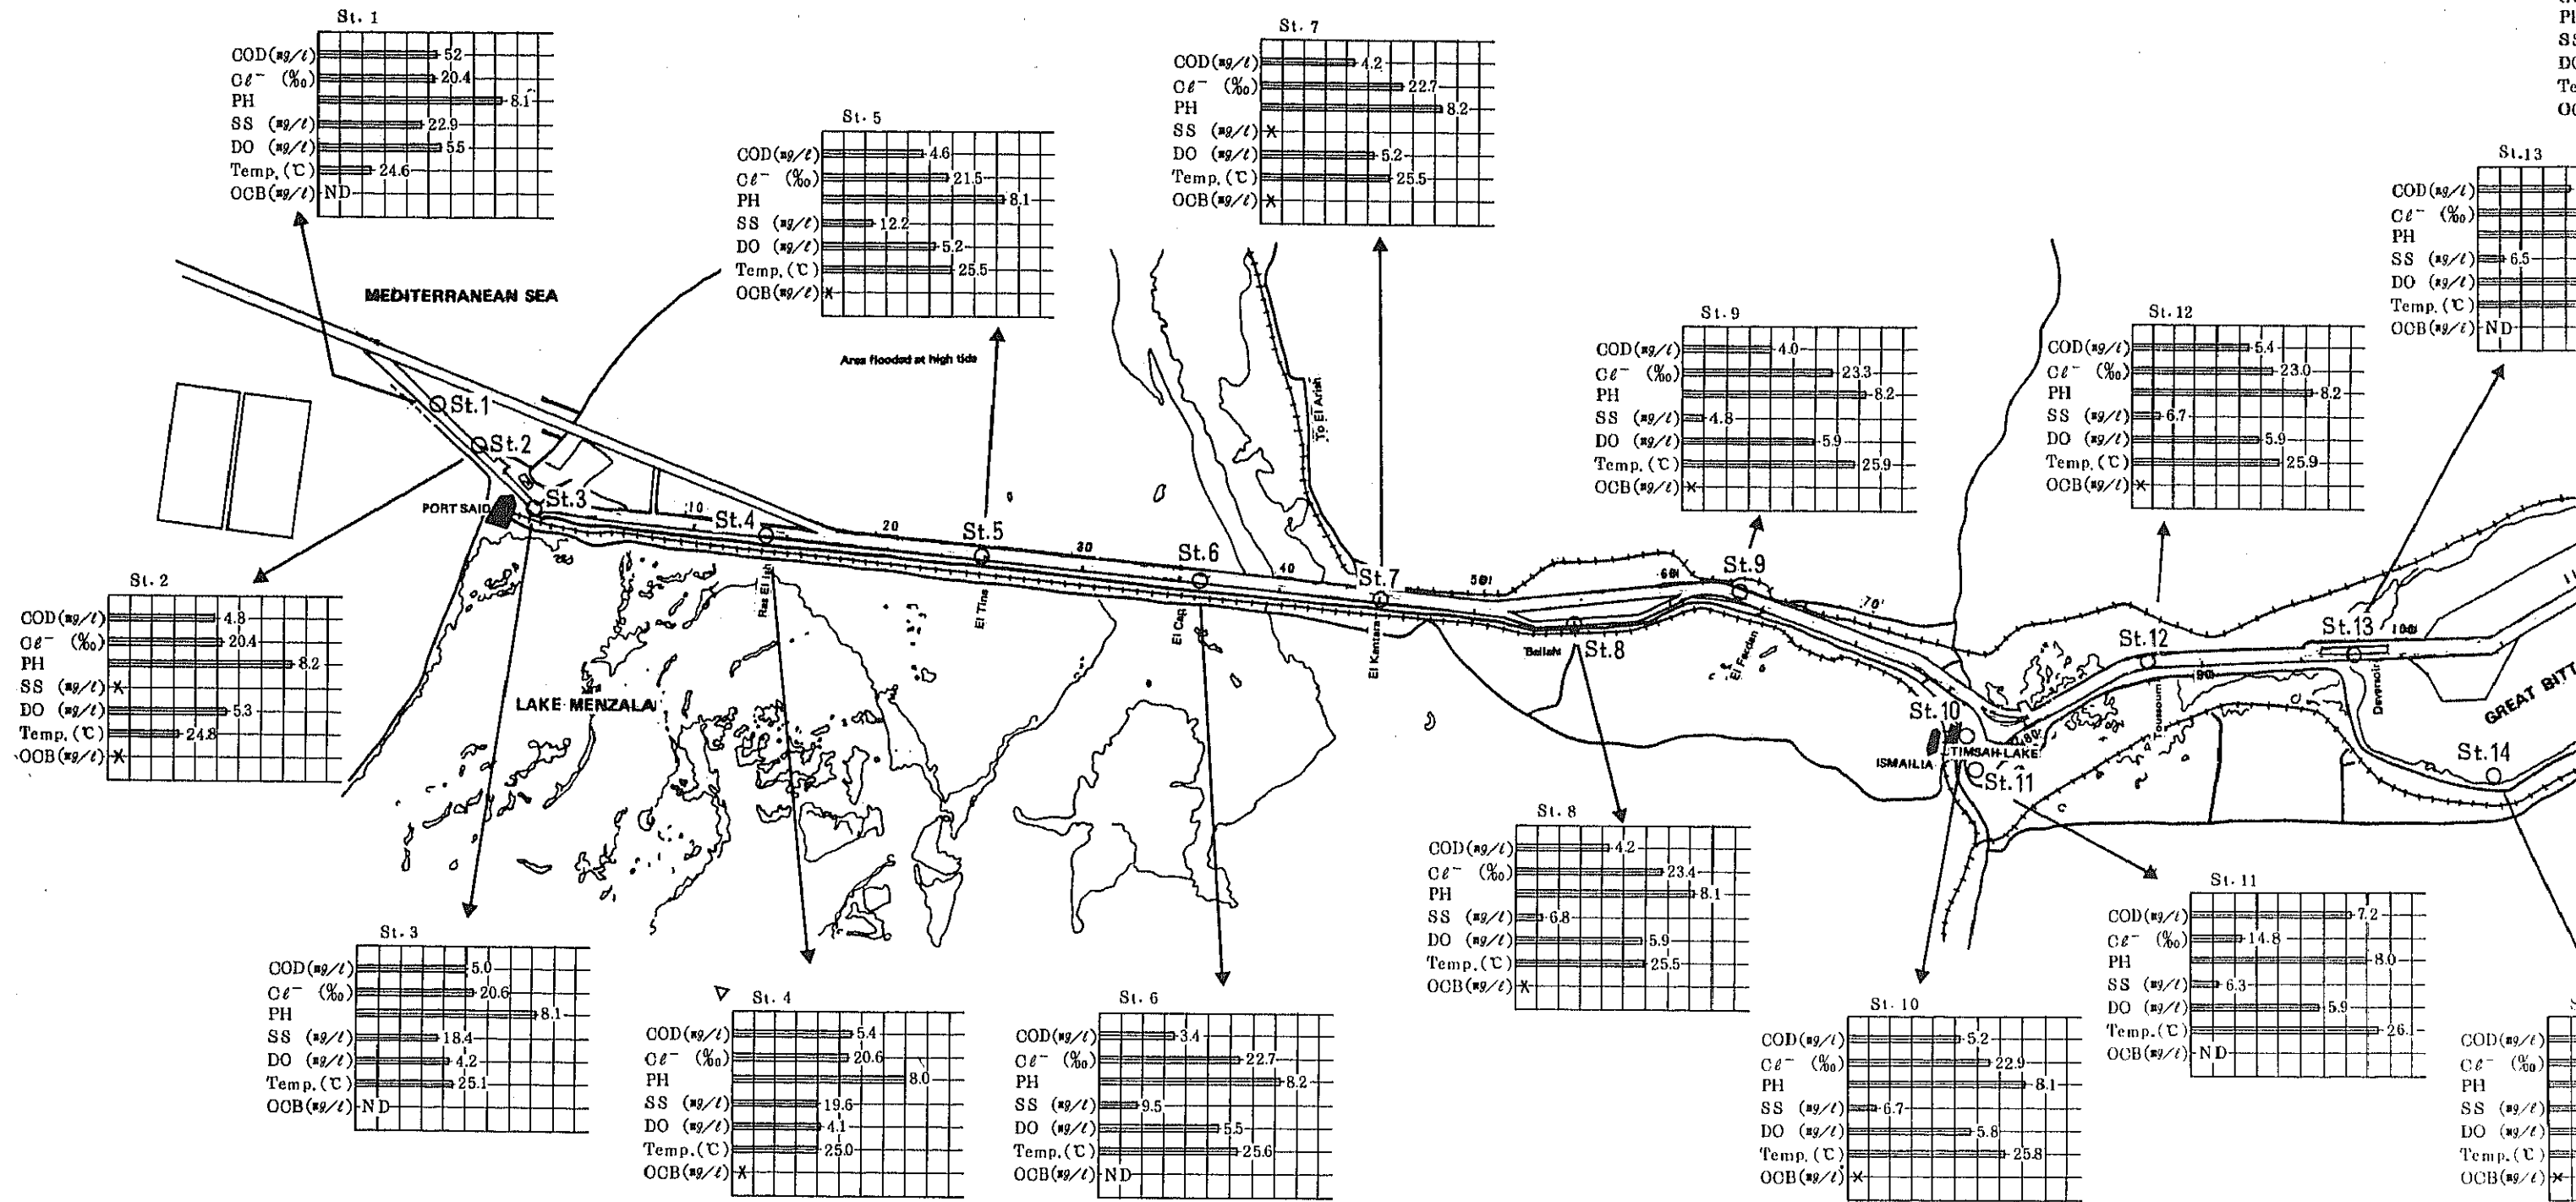 St. 1
COD(mg/ℓ) 52
Cℓ⁻ (‰) 20.4
PH 8.1
SS (mg/ℓ) 22.9
DO (mg/ℓ) 5.5
Temp.(℃) 24.6
OCB(mg/ℓ) ND
St. 7
COD(mg/ℓ) 4.2
Cℓ⁻ (‰) 22.7
PH 8.2
SS (mg/ℓ) X
DO (mg/ℓ) 5.2
Temp.(℃) 25.5
OCB(mg/ℓ) X
SS
DO
Te
St. 5
COD(mg/ℓ) 4.6
Cℓ⁻ (‰) 21.5
PH 8.1
SS (mg/ℓ) 12.2
DO (mg/ℓ) 5.2
Temp.(℃) 25.5
OCB(mg/ℓ) X
St.13
COD(mg/ℓ)
Cℓ⁻ (‰)
PH
SS (mg/ℓ) 6.5
DO (mg/ℓ)
Temp.(℃)
OCB(mg/ℓ) ND
MEDITERRANEAN SEA
Area flooded at high tide
To El Arish
St. 9
COD(mg/ℓ) 4.0
Cℓ⁻ (‰) 23.3
PH 8.2
SS (mg/ℓ) 4.8
DO (mg/ℓ) 5.9
Temp.(℃) 25.9
OCB(mg/ℓ) X
St. 12
COD(mg/ℓ) 5.4
Cℓ⁻ (‰) 23.0
PH 8.2
SS (mg/ℓ) 6.7
DO (mg/ℓ) 5.9
Temp.(℃) 25.9
OCB(mg/ℓ) X
St.1
St.2
PORT SAID
St.3
10
St.4
20
St.5
30
St.6
40
St.7
50
60
St.9
70
St.12
St.13
100
Ras El Ish
El Tina
El Cap
El Kantara
Ballah
St.8
El Ferdan
St.10
ISMAILIA
TIMSAH LAKE
80
St.11
Toussoum
90
Deversoir
GREAT BITT
St.14
LAKE MENZALA
St. 2
COD(mg/ℓ) 4.8
Cℓ⁻ (‰) 20.4
PH 8.2
SS (mg/ℓ) X
DO (mg/ℓ) 5.3
Temp.(℃) 24.8
OCB(mg/ℓ) X
St. 8
COD(mg/ℓ) 4.2
Cℓ⁻ (‰) 23.4
PH 8.1
SS (mg/ℓ) 6.8
DO (mg/ℓ) 5.9
Temp.(℃) 25.5
OCB(mg/ℓ) X
St. 11
COD(mg/ℓ) 7.2
Cℓ⁻ (‰) 14.8
PH 8.0
SS (mg/ℓ) 6.3
DO (mg/ℓ) 5.9
Temp.(℃) 26.1
OCB(mg/ℓ) ND
St. 3
COD(mg/ℓ) 5.0
Cℓ⁻ (‰) 20.6
PH 8.1
SS (mg/ℓ) 18.4
DO (mg/ℓ) 4.2
Temp.(℃) 25.1
OCB(mg/ℓ) ND
St. 4
COD(mg/ℓ) 5.4
Cℓ⁻ (‰) 20.6
PH 8.0
SS (mg/ℓ) 19.6
DO (mg/ℓ) 4.1
Temp.(℃) 25.0
OCB(mg/ℓ) X
St. 6
COD(mg/ℓ) 3.4
Cℓ⁻ (‰) 22.7
PH 8.2
SS (mg/ℓ) 9.5
DO (mg/ℓ) 5.5
Temp.(℃) 25.6
OCB(mg/ℓ) ND
St. 10
COD(mg/ℓ) 5.2
Cℓ⁻ (‰) 22.9
PH 8.1
SS (mg/ℓ) 6.7
DO (mg/ℓ) 5.8
Temp.(℃) 25.8
OCB(mg/ℓ) X
COD(mg/ℓ)
Cℓ⁻ (‰)
PH
SS (mg/ℓ)
DO (mg/ℓ)
Temp.(℃)
OCB(mg/ℓ) X